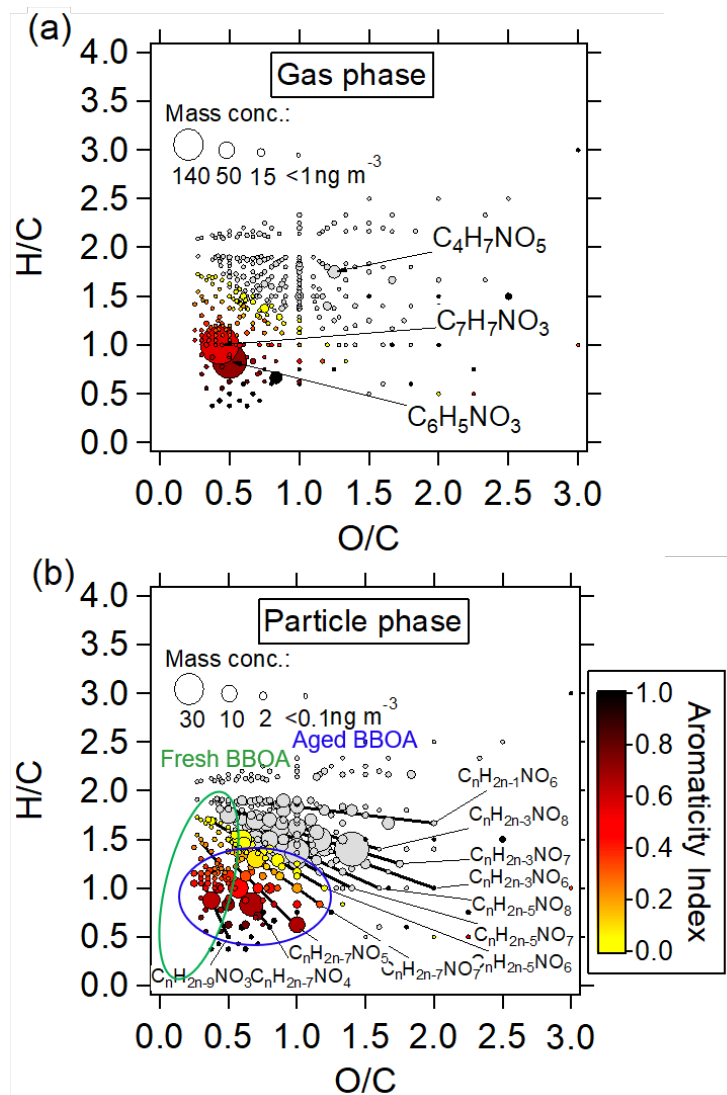 (a)
Gas phase
Mass conc.:
140 50 15 <1ng m⁻³
C₄H₇NO₅
C₇H₇NO₃
C₆H₅NO₃
4.0
3.5
3.0
2.5
2.0
1.5
1.0
0.5
0.0
H/C
0.0 0.5 1.0 1.5 2.0 2.5 3.0
O/C
(b)
Particle phase
Mass conc.:
30 10 2 <0.1ng m⁻³
Fresh BBOA
Aged BBOA
CₙH₂ₙ₋₁NO₆
CₙH₂ₙ₋₃NO₈
CₙH₂ₙ₋₃NO₇
CₙH₂ₙ₋₃NO₆
CₙH₂ₙ₋₅NO₈
CₙH₂ₙ₋₅NO₇
CₙH₂ₙ₋₅NO₆
CₙH₂ₙ₋₇NO₅
CₙH₂ₙ₋₇NO₇
CₙH₂ₙ₋₉NO₃
CₙH₂ₙ₋₇NO₄
4.0
3.5
3.0
2.5
2.0
1.5
1.0
0.5
0.0
H/C
0.0 0.5 1.0 1.5 2.0 2.5 3.0
O/C
1.0
0.8
0.6
0.4
0.2
0.0
Aromaticity Index